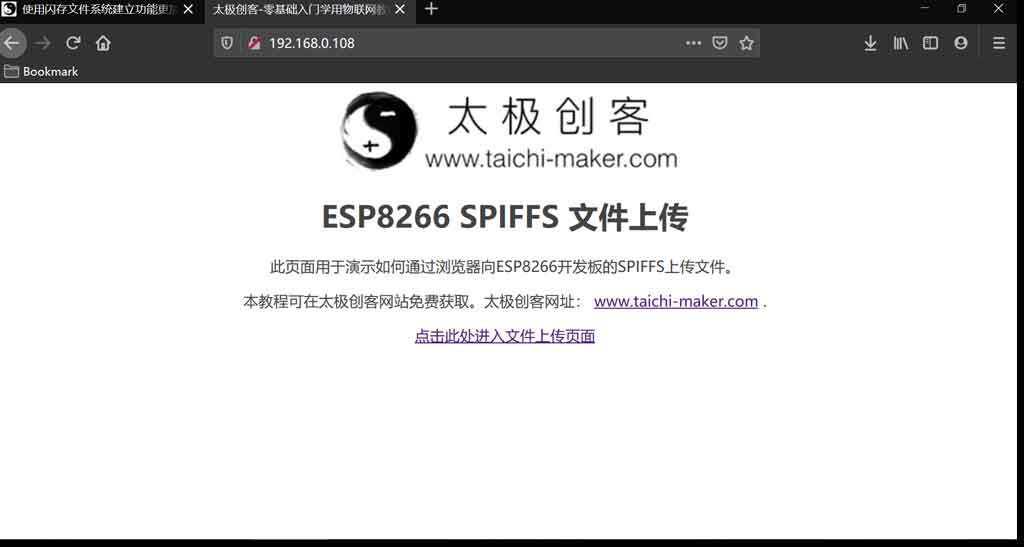 使用闪存文件系统建立功能更加
太极创客-零基础入门学用物联网教
192.168.0.108
Bookmark
太极创客
www.taichi-maker.com
ESP8266 SPIFFS 文件上传
此页面用于演示如何通过浏览器向ESP8266开发板的SPIFFS上传文件。
本教程可在太极创客网站免费获取。太极创客网址： www.taichi-maker.com .
点击此处进入文件上传页面